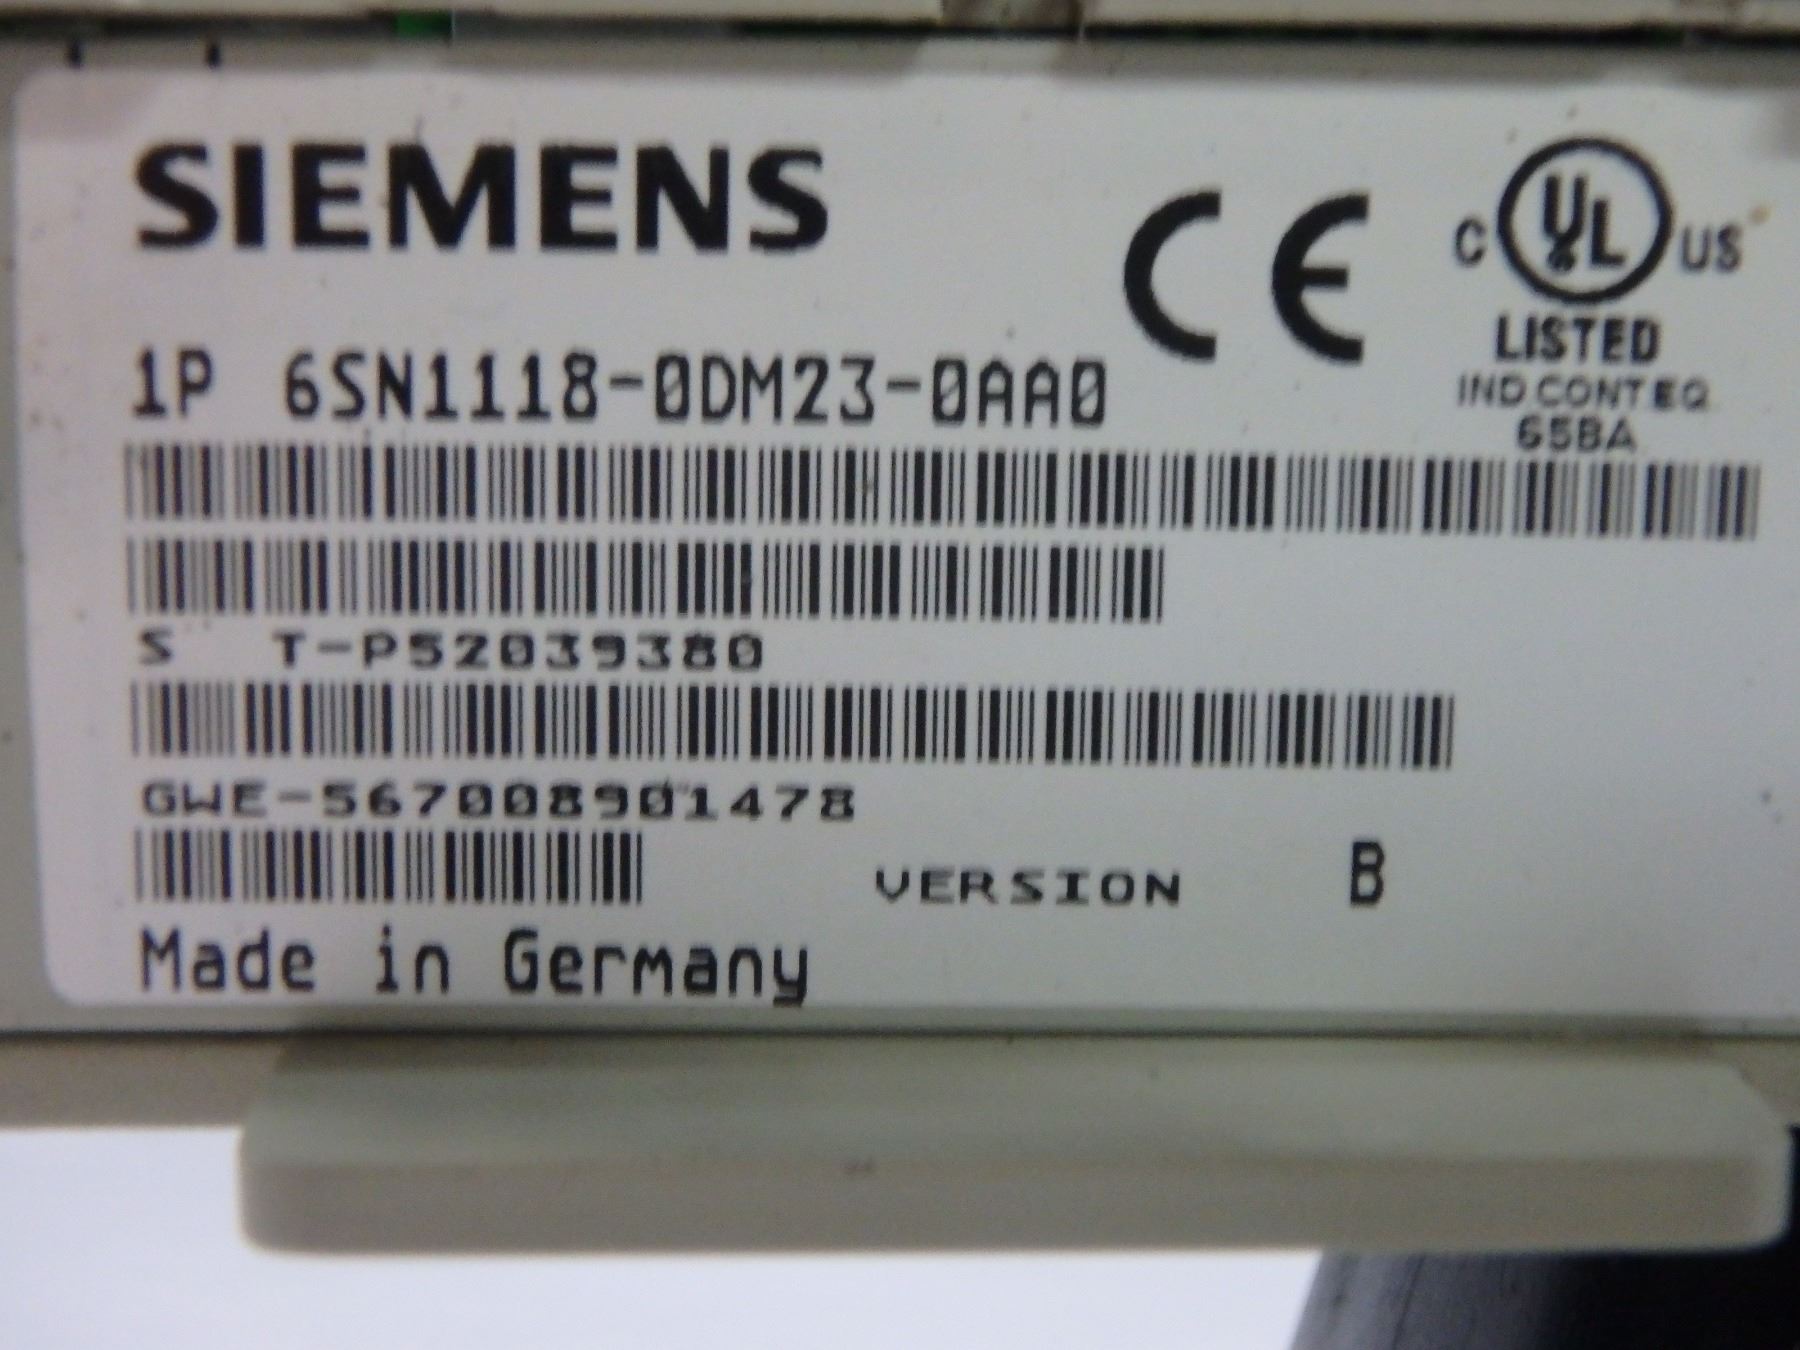 SIEMENS
CE
C UL US
LISTED
IND.CONT.EQ.
65BA
1P 6SN1118-0DM23-0AA0
S T-P52039380
GWE-567008901478
VERSION B
Made in Germany